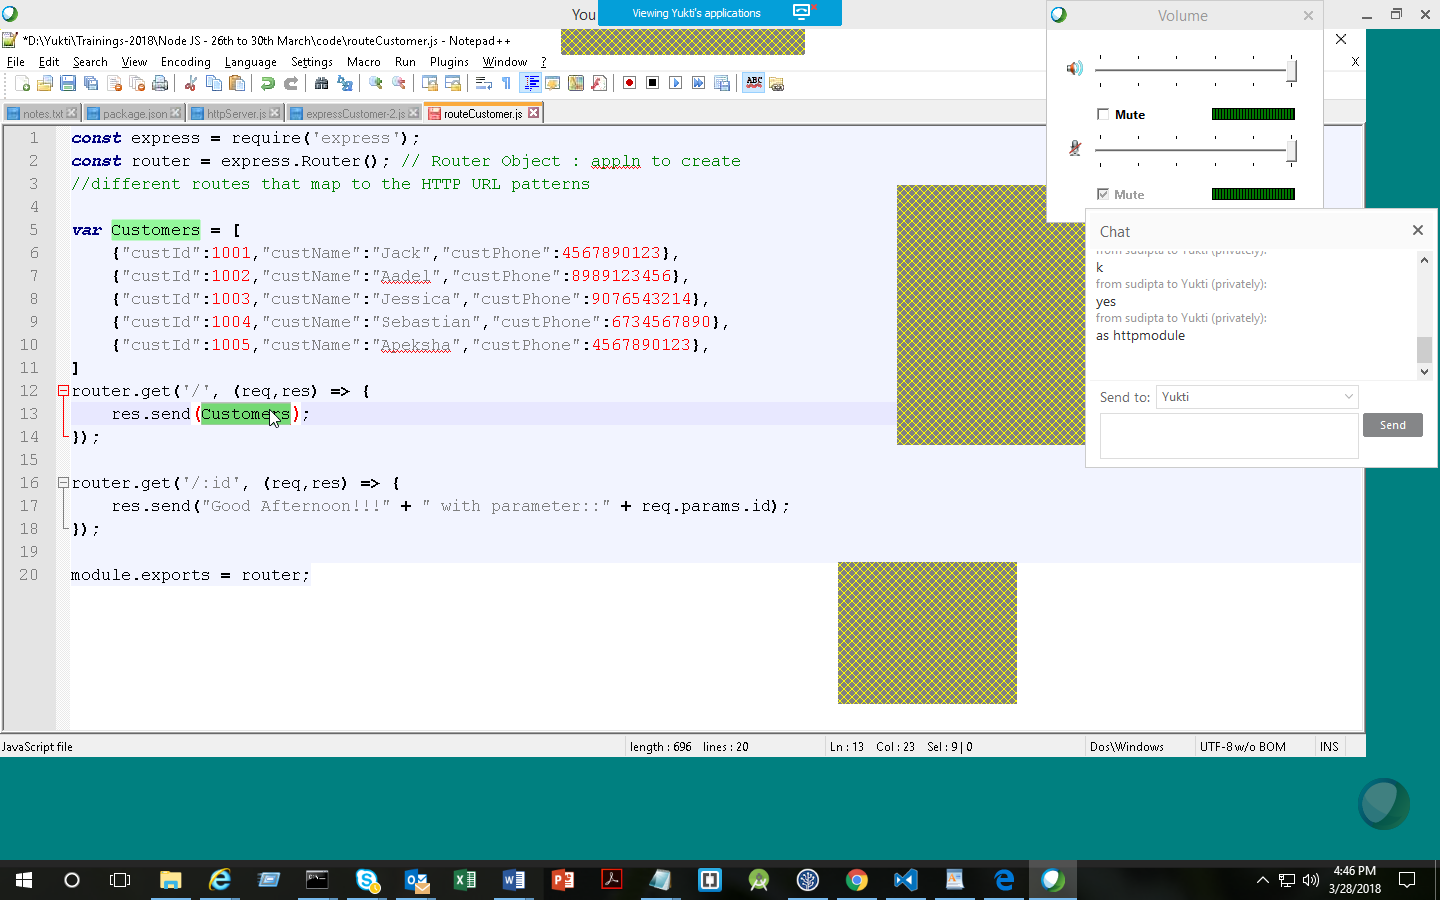 You
Viewing Yukti's applications
*D:\Yukti\Trainings-2018\Node JS - 26th to 30th March\code\routeCustomer.js - Notepad++
File Edit Search View Encoding Language Settings Macro Run Plugins Window ? X
notes.txt package.json httpServer.js expressCustomer-2.js routeCustomer.js
1 const express = require('express');
2 const router = express.Router(); // Router Object : appln to create
3 //different routes that map to the HTTP URL patterns
4
5 var Customers = [
6 {"custId":1001,"custName":"Jack","custPhone":4567890123},
7 {"custId":1002,"custName":"Aadel","custPhone":8989123456},
8 {"custId":1003,"custName":"Jessica","custPhone":9076543214},
9 {"custId":1004,"custName":"Sebastian","custPhone":6734567890},
10 {"custId":1005,"custName":"Apeksha","custPhone":4567890123},
11 ]
12 router.get('/', (req,res) => {
13 res.send(Customers);
14 });
15
16 router.get('/:id', (req,res) => {
17 res.send("Good Afternoon!!!" + " with parameter::" + req.params.id);
18 });
19
20 module.exports = router;
JavaScript file length : 696 lines : 20 Ln : 13 Col : 23 Sel : 9 | 0 Dos\Windows UTF-8 w/o BOM INS
Volume
Mute
Mute
Chat
from sudipta to Yukti (privately):
k
from sudipta to Yukti (privately):
yes
from sudipta to Yukti (privately):
as httpmodule
Send to: Yukti
Send
4:46 PM
3/28/2018